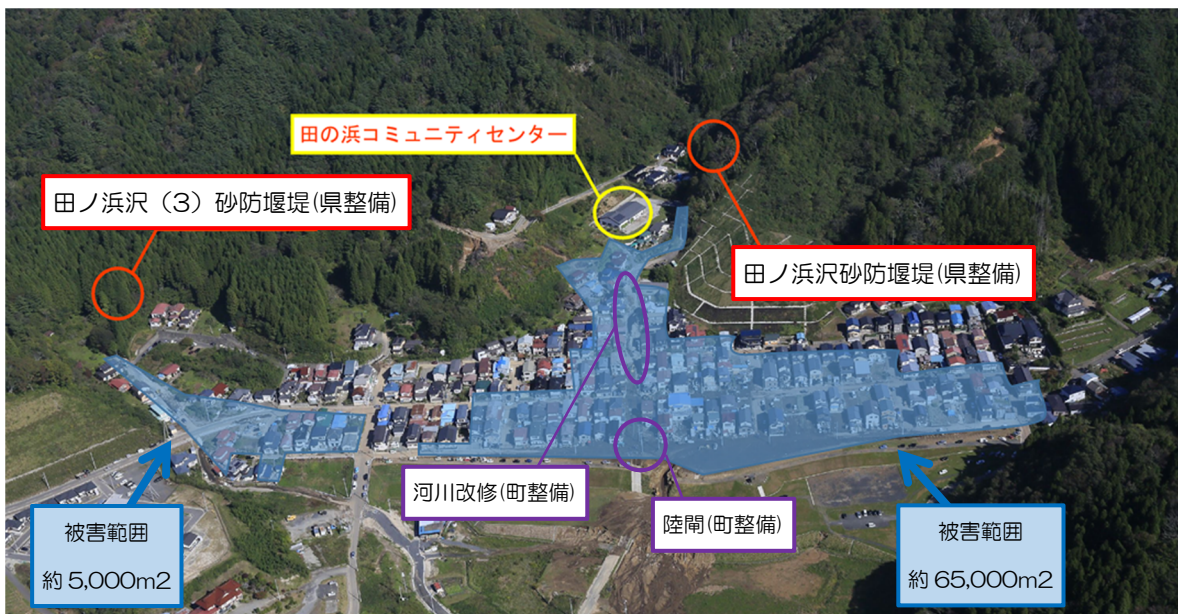 田の浜コミュニティセンター
田ノ浜沢（3）砂防堰堤(県整備)
田ノ浜沢砂防堰堤(県整備)
河川改修(町整備)
陸閘(町整備)
被害範囲
約5,000m2
被害範囲
約65,000m2